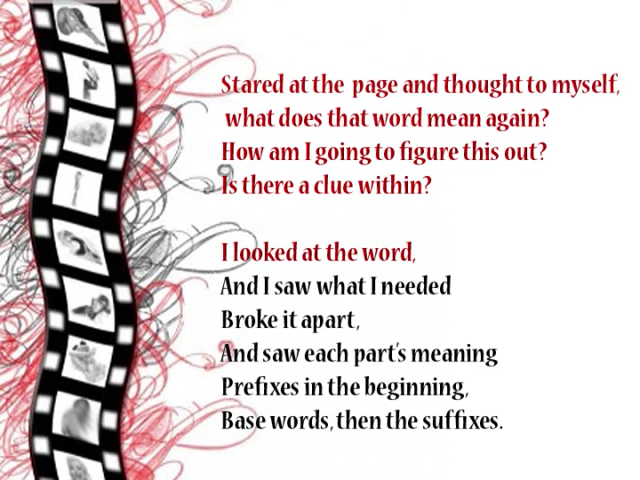 Stared at the page and thought to myself,
what does that word mean again?
How am I going to figure this out?
Is there a clue within?
I looked at the word,
And I saw what I needed
Broke it apart,
And saw each part's meaning
Prefixes in the beginning,
Base words, then the suffixes.